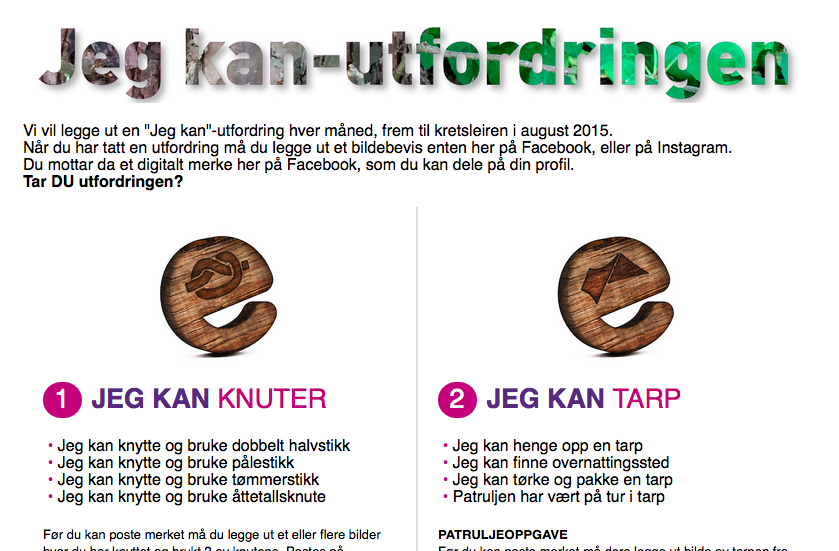 Jeg kan-utfordringen
Vi vil legge ut en "Jeg kan"-utfordring hver måned, frem til kretsleiren i august 2015.
Når du har tatt en utfordring må du legge ut et bildebevis enten her på Facebook, eller på Instagram.
Du mottar da et digitalt merke her på Facebook, som du kan dele på din profil.
Tar DU utfordringen?
1 JEG KAN KNUTER
• Jeg kan knytte og bruke dobbelt halvstikk
• Jeg kan knytte og bruke pålestikk
• Jeg kan knytte og bruke tømmerstikk
• Jeg kan knytte og bruke åttetallsknute
Før du kan poste merket må du legge ut et eller flere bilder
hvor du har knyttet og brukt 2 av knutene. Postes på
2 JEG KAN TARP
• Jeg kan henge opp en tarp
• Jeg kan finne overnattingssted
• Jeg kan tørke og pakke en tarp
• Patruljen har vært på tur i tarp
PATRULJEOPPGAVE
Før du kan poste merket må dere legge ut bilde av tarpen fra